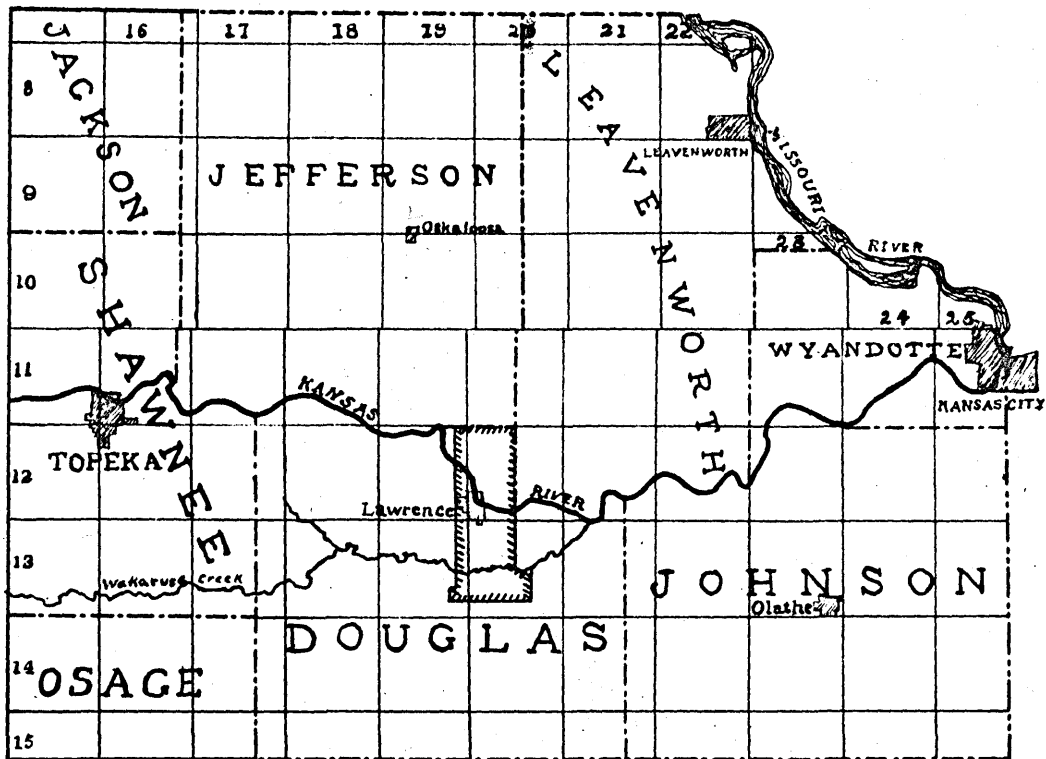 16 17 18 19 20 21 22
JACKSON
LEAVENWORTH
8
LEAVENWORTH
MISSOURI
JEFFERSON
9
Oskaloosa
23
RIVER
10
SHAWNEE
24 25
WYANDOTTE
11
KANSAS
KANSAS CITY
TOPEKA
12
RIVER
Lawrence
13
Wakarusa Creek
JOHNSON
Olathe
DOUGLAS
14
OSAGE
15